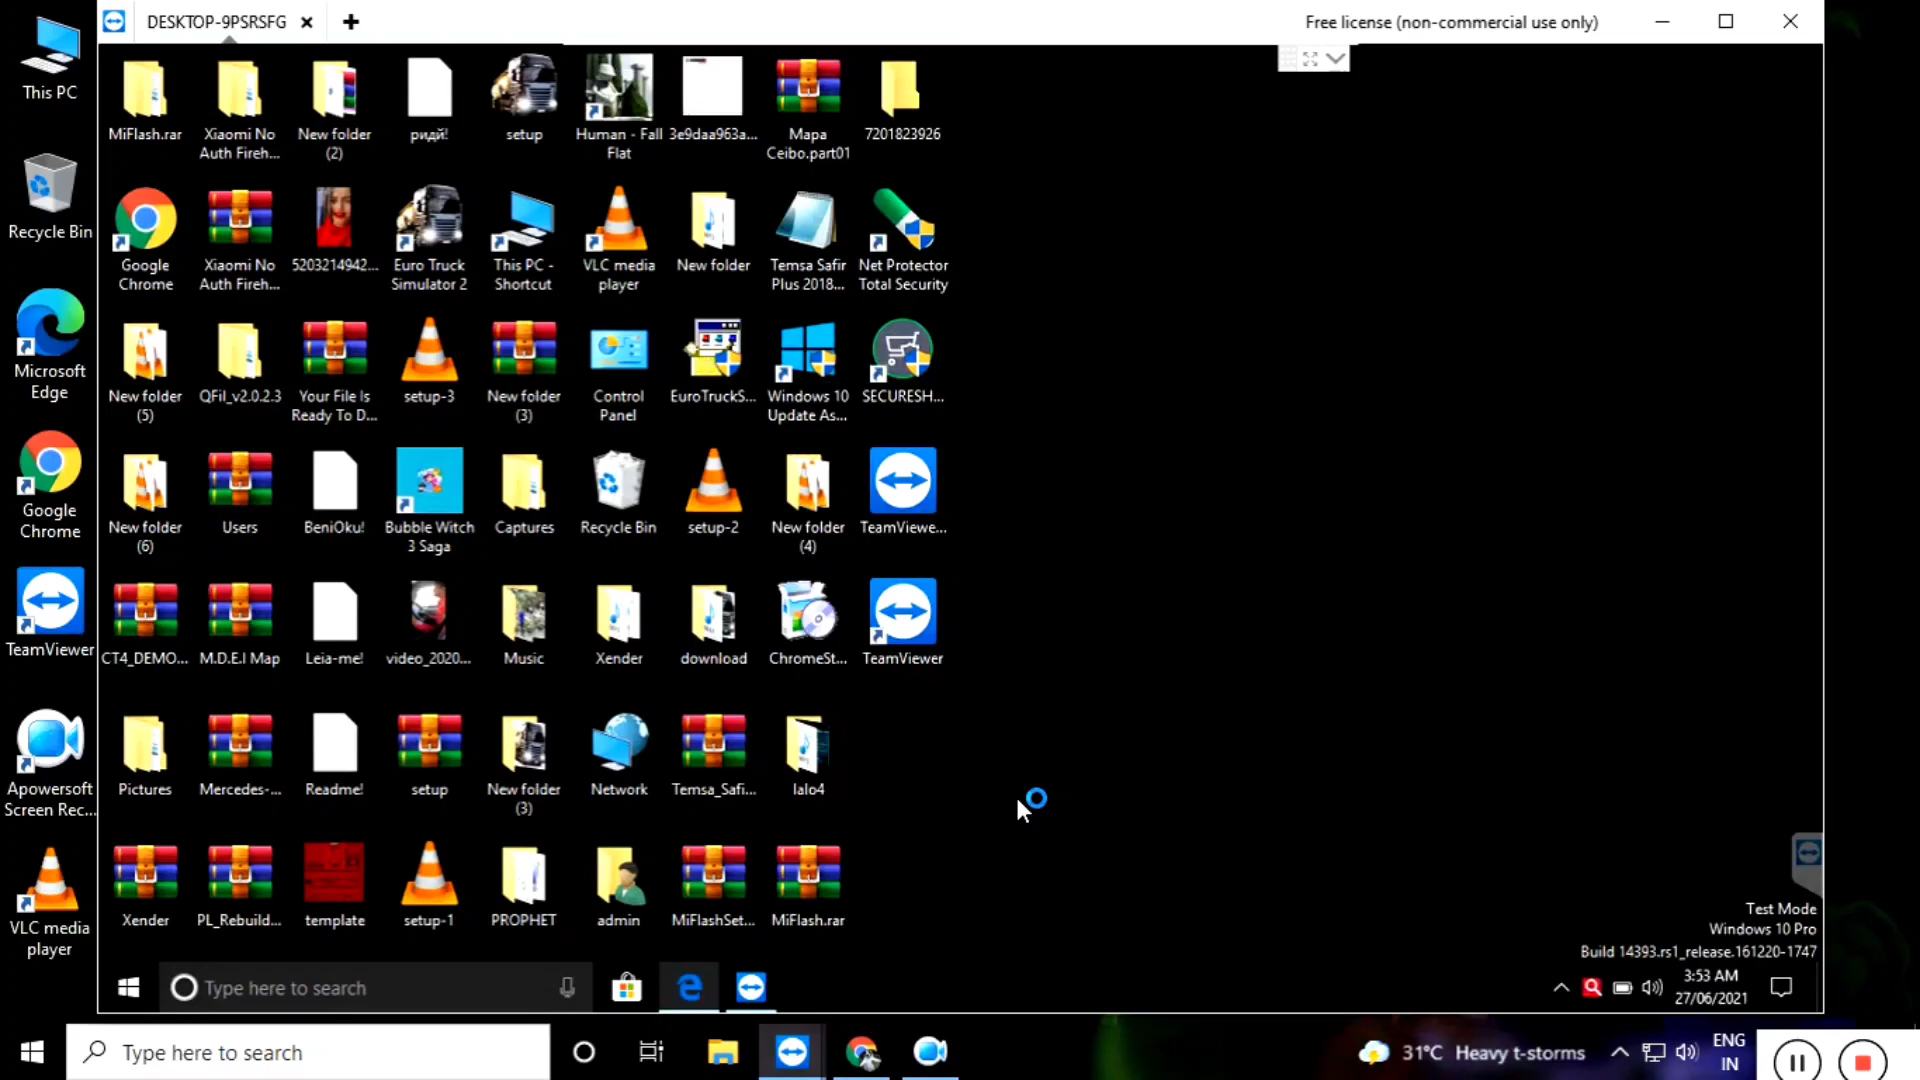 DESKTOP-9PSRSFG
Free license (non-commercial use only)
This PC
Recycle Bin
Microsoft
Edge
Google
Chrome
TeamViewer
Apowersoft
Screen Rec...
VLC media
player
MiFlash.rar
Xiaomi No
Auth Fireh...
New folder
(2)
ридй!
setup
Human - Fall
Flat
3e9daa963a...
Mapa
Ceibo.part01
7201823926
Google
Chrome
Xiaomi No
Auth Fireh...
5203214942...
Euro Truck
Simulator 2
This PC -
Shortcut
VLC media
player
New folder
Temsa Safir
Plus 2018...
Net Protector
Total Security
New folder
(5)
QFil_v2.0.2.3
Your File Is
Ready To D...
setup-3
New folder
(3)
Control
Panel
EuroTruckS...
Windows 10
Update As...
SECURESH...
New folder
(6)
Users
BeniOku!
Bubble Witch
3 Saga
Captures
Recycle Bin
setup-2
New folder
(4)
TeamViewe...
CT4_DEMO...
M.D.E.I Map
Leia-me!
video_2020...
Music
Xender
download
ChromeSt...
TeamViewer
Pictures
Mercedes-...
Readme!
setup
New folder
(3)
Network
Temsa_Safi...
lalo4
Xender
PL_Rebuild...
template
setup-1
PROPHET
admin
MiFlashSet...
MiFlash.rar
Test Mode
Windows 10 Pro
Build 14393.rs1_release.161220-1747
Type here to search
3:53 AM
27/06/2021
Type here to search
31°C Heavy t-storms
ENG
IN